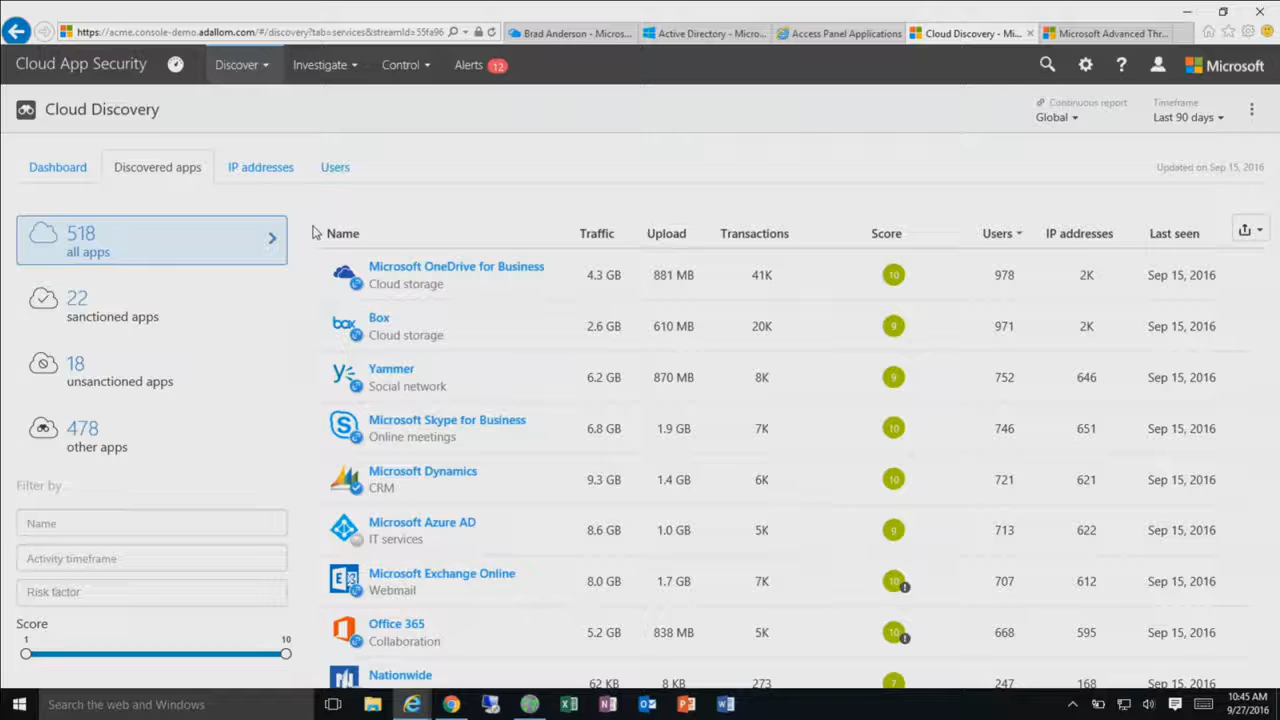 https://acme.console-demo.adallom.com/#/discovery?tab=services&streamId=55fa96
Brad Anderson - Microsof...
Active Directory - Micro...
Access Panel Applications
Cloud Discovery - Mi...
Microsoft Advanced Thr...
Cloud App Security
Discover
Investigate
Control
Alerts 12
Microsoft
Cloud Discovery
Continuous report
Global
Timeframe
Last 90 days
Dashboard
Discovered apps
IP addresses
Users
Updated on Sep 15, 2016
518
all apps
22
sanctioned apps
18
unsanctioned apps
478
other apps
Filter by...
Name
Activity timeframe
Risk factor
Score
1 10
Name Traffic Upload Transactions Score Users IP addresses Last seen
Microsoft OneDrive for Business
Cloud storage
4.3 GB 881 MB 41K 10 978 2K Sep 15, 2016
box
Box
Cloud storage
2.6 GB 610 MB 20K 9 971 2K Sep 15, 2016
Yammer
Social network
6.2 GB 870 MB 8K 9 752 646 Sep 15, 2016
Microsoft Skype for Business
Online meetings
6.8 GB 1.9 GB 7K 10 746 651 Sep 15, 2016
Microsoft Dynamics
CRM
9.3 GB 1.4 GB 6K 10 721 621 Sep 15, 2016
Microsoft Azure AD
IT services
8.6 GB 1.0 GB 5K 9 713 622 Sep 15, 2016
Microsoft Exchange Online
Webmail
8.0 GB 1.7 GB 7K 10 707 612 Sep 15, 2016
Office 365
Collaboration
5.2 GB 838 MB 5K 10 668 595 Sep 15, 2016
Nationwide
62 KB 8 KB 273 7 247 168 Sep 15, 2016
Search the web and Windows
10:45 AM
9/27/2016